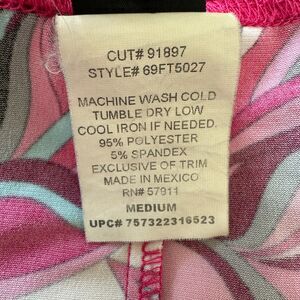 CUT# 91897
STYLE# 69FT5027
MACHINE WASH COLD
TUMBLE DRY LOW
COOL IRON IF NEEDED.
95% POLYESTER
5% SPANDEX
EXCLUSIVE OF TRIM
MADE IN MEXICO
RN# 57911
MEDIUM
UPC# 757322316523